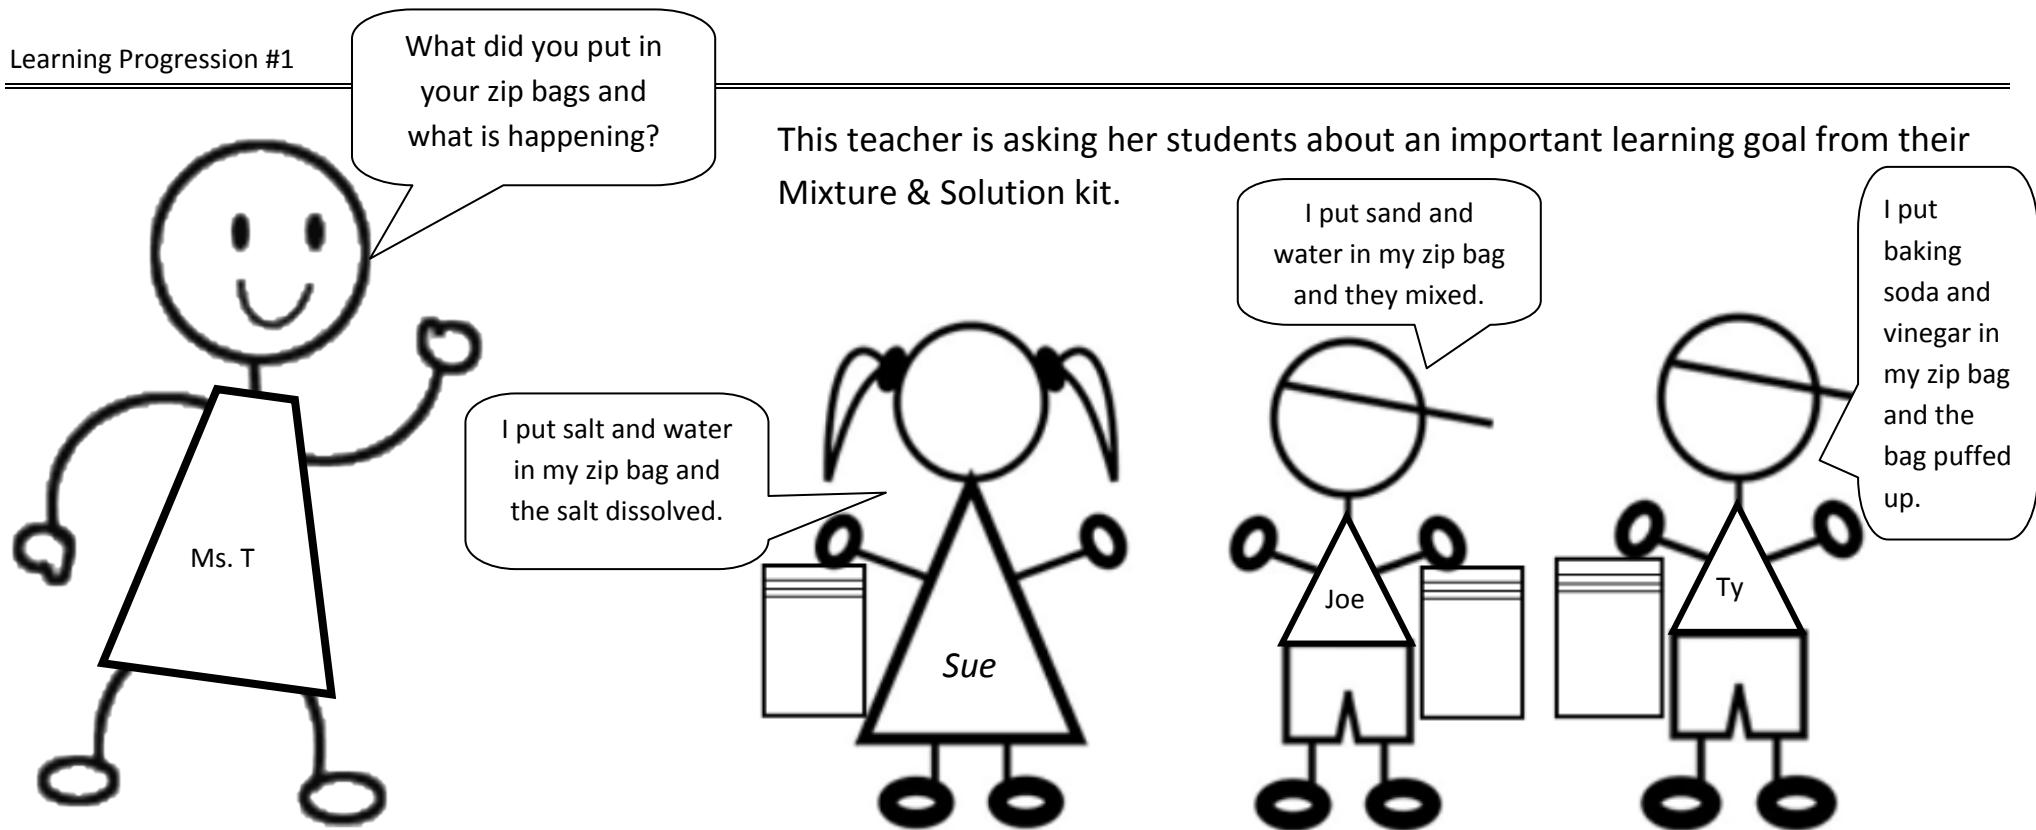 Learning Progression #1
What did you put in
your zip bags and
what is happening?
This teacher is asking her students about an important learning goal from their
Mixture & Solution kit.
I put sand and
water in my zip bag
and they mixed.
I put
baking
soda and
vinegar in
my zip bag
and the
bag puffed
up.
I put salt and water
in my zip bag and
the salt dissolved.
Ms. T
Sue
Joe
Ty